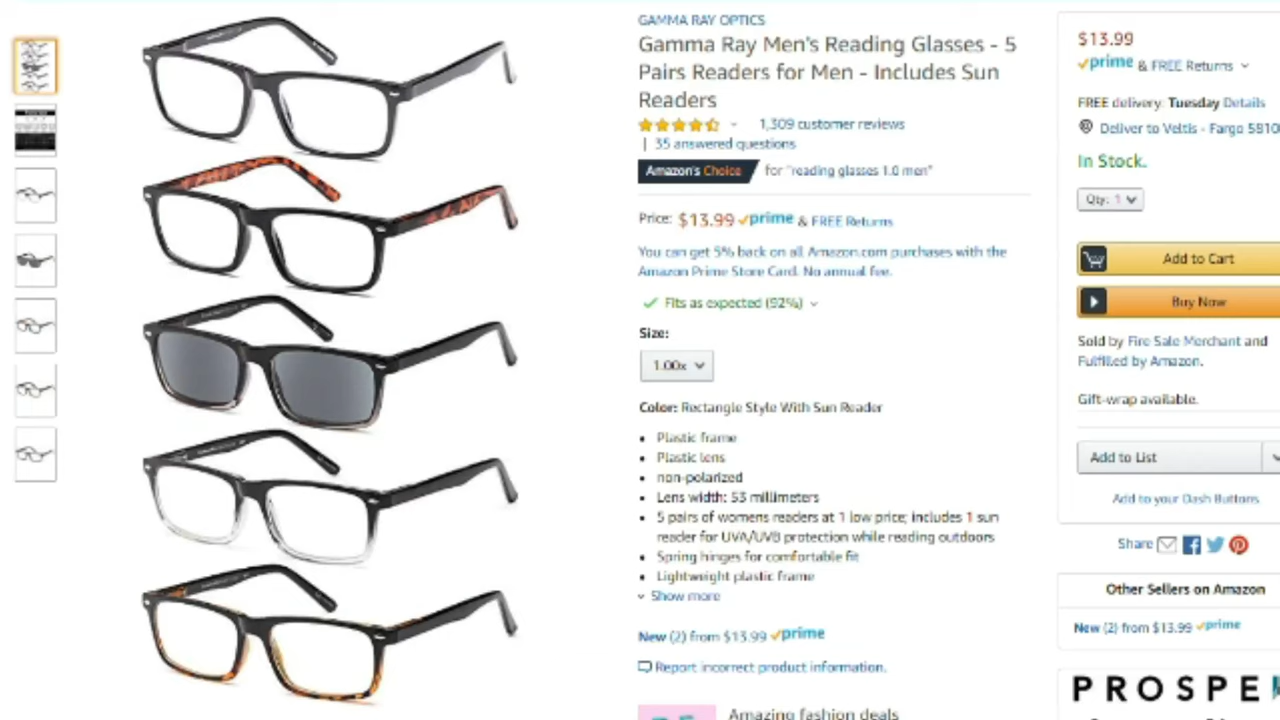 GAMMA RAY OPTICS
Gamma Ray Men's Reading Glasses - 5
Pairs Readers for Men - Includes Sun
Readers
1,309 customer reviews
| 35 answered questions
Amazon's Choice for "reading glasses 1.0 men"
Price: $13.99 prime & FREE Returns
You can get 5% back on all Amazon.com purchases with the
Amazon Prime Store Card. No annual fee.
Fits as expected (92%)
Size:
1.00x
Color: Rectangle Style With Sun Reader
Plastic frame
Plastic lens
non-polarized
Lens width: 53 millimeters
5 pairs of womens readers at 1 low price; includes 1 sun
reader for UVA/UVB protection while reading outdoors
Spring hinges for comfortable fit
Lightweight plastic frame
Show more
New (2) from $13.99 prime
Report incorrect product information.
Amazing fashion deals
$13.99
prime & FREE Returns
FREE delivery: Tuesday Details
Deliver to Veltis - Fargo 5810
In Stock.
Qty: 1
Add to Cart
Buy Now
Sold by Fire Sale Merchant and
Fulfilled by Amazon.
Gift-wrap available.
Add to List
Add to your Dash Buttons
Share
Other Sellers on Amazon
New (2) from $13.99 prime
PROSPE